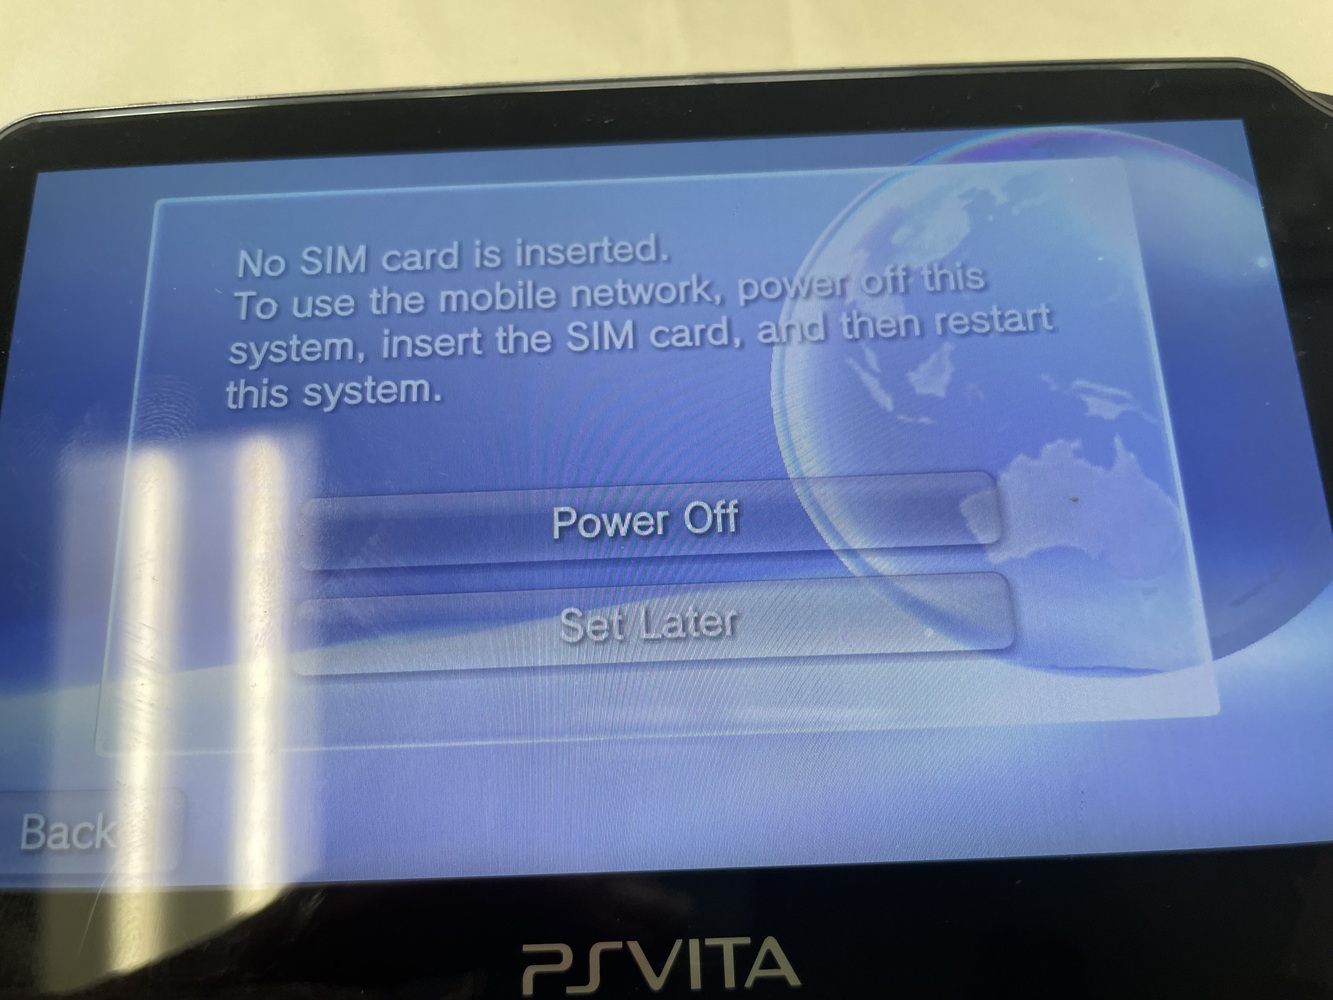 No SIM card is inserted.
To use the mobile network, power off this
system, insert the SIM card, and then restart
this system.
Power Off
Set Later
Back
PSVITA